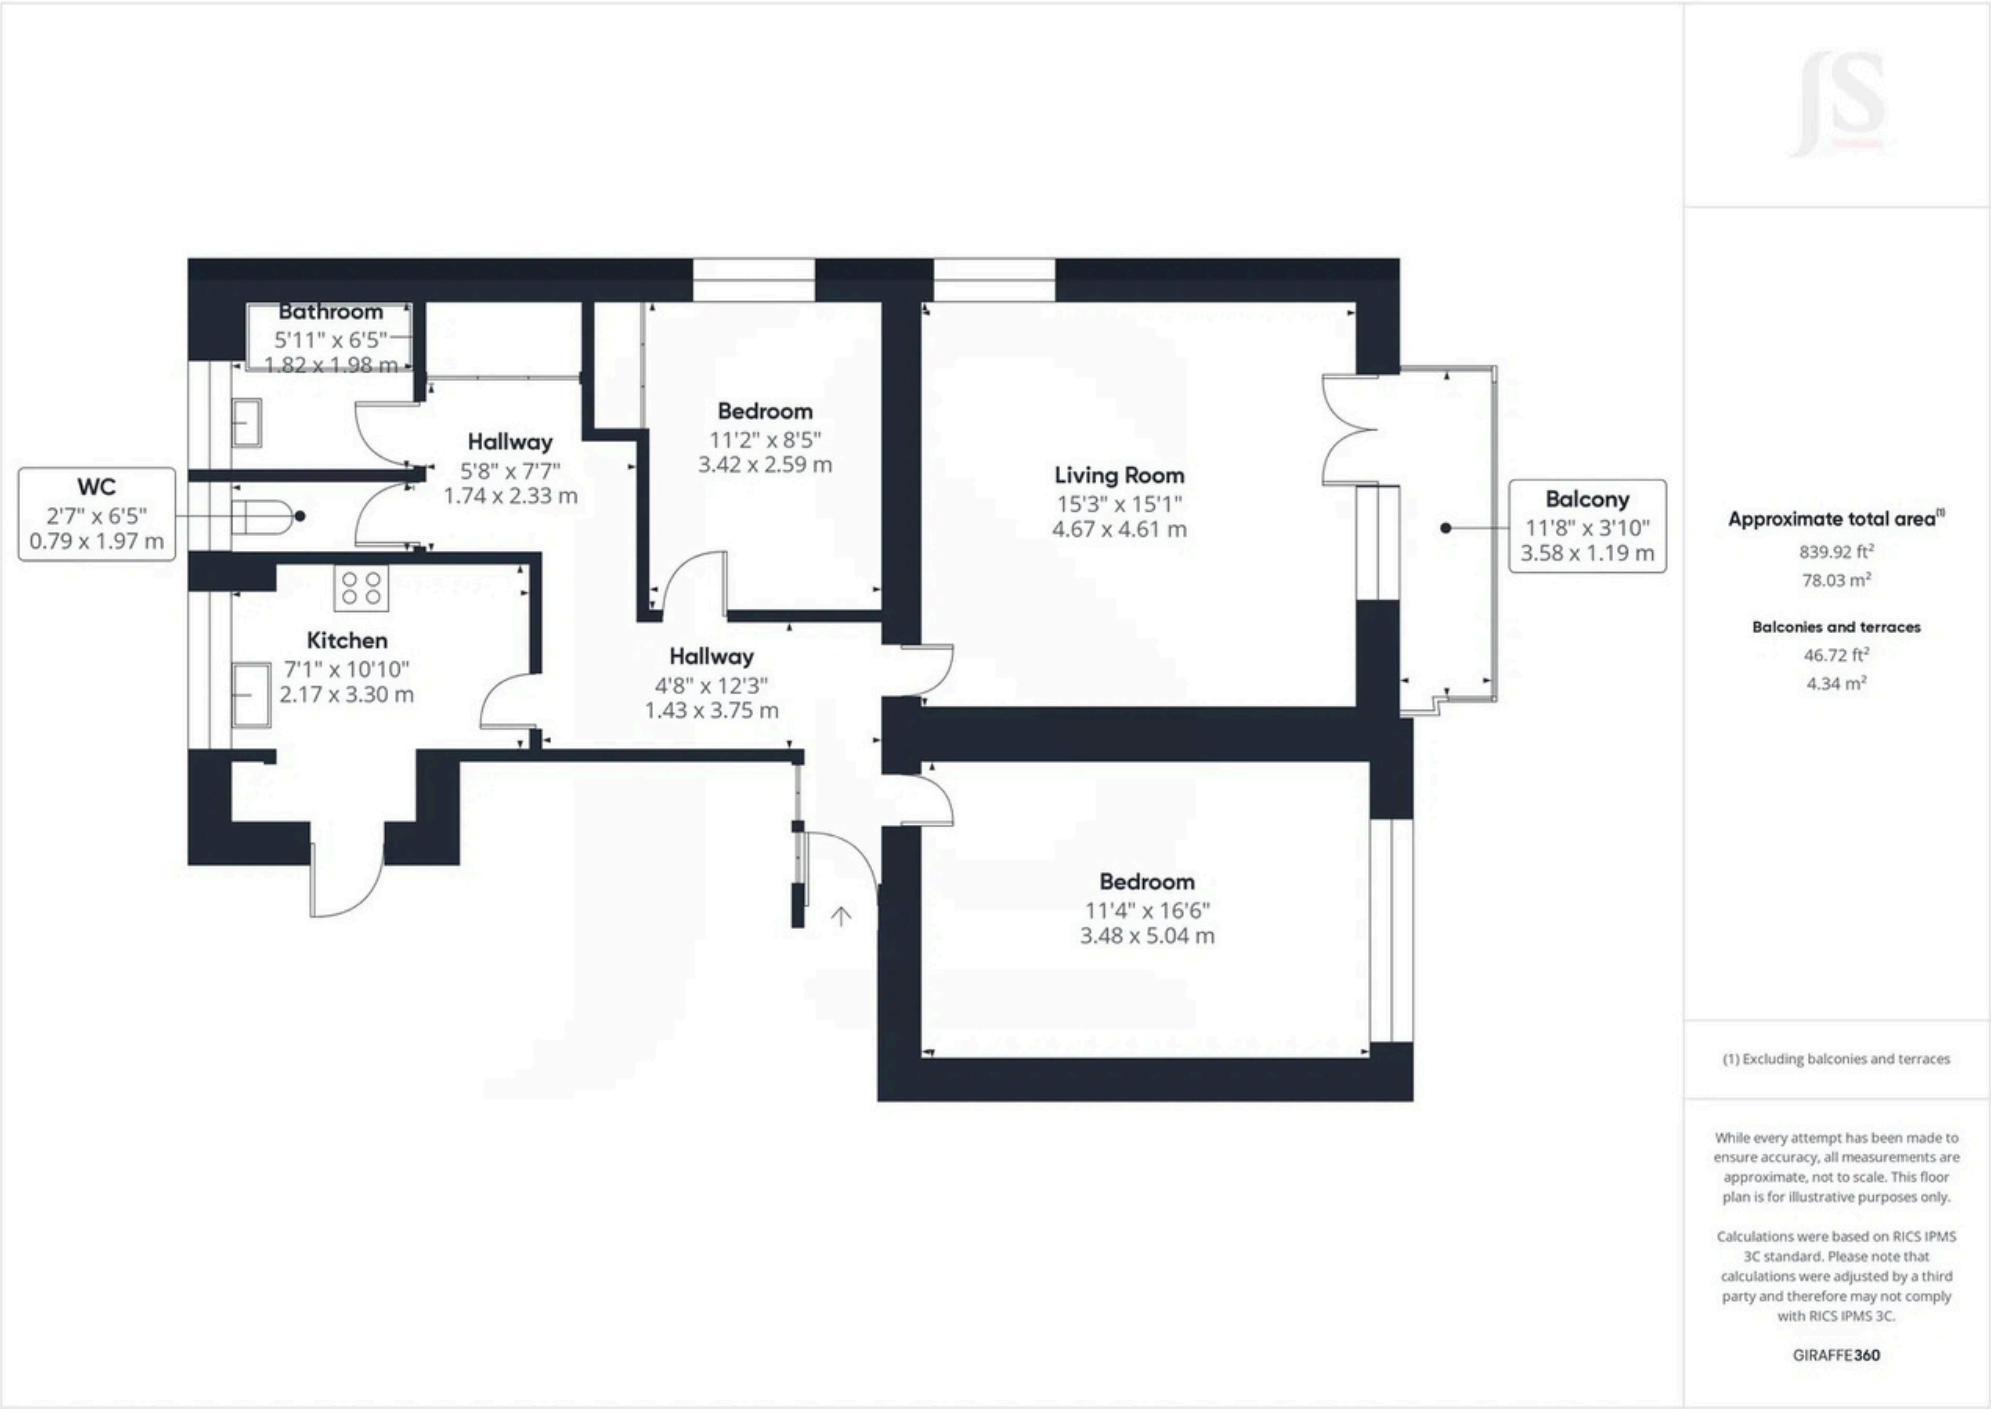 JS
Bathroom
5'11" x 6'5"
1.82 x 1.98 m
Hallway
5'8" x 7'7"
1.74 x 2.33 m
Bedroom
11'2" x 8'5"
3.42 x 2.59 m
Living Room
15'3" x 15'1"
4.67 x 4.61 m
WC
2'7" x 6'5"
0.79 x 1.97 m
Balcony
11'8" x 3'10"
3.58 x 1.19 m
Kitchen
7'1" x 10'10"
2.17 x 3.30 m
Hallway
4'8" x 12'3"
1.43 x 3.75 m
Bedroom
11'4" x 16'6"
3.48 x 5.04 m
Approximate total area⁽¹⁾
839.92 ft²
78.03 m²
Balconies and terraces
46.72 ft²
4.34 m²
(1) Excluding balconies and terraces
While every attempt has been made to
ensure accuracy, all measurements are
approximate, not to scale. This floor
plan is for illustrative purposes only.
Calculations were based on RICS IPMS
3C standard. Please note that
calculations were adjusted by a third
party and therefore may not comply
with RICS IPMS 3C.
GIRAFFE360